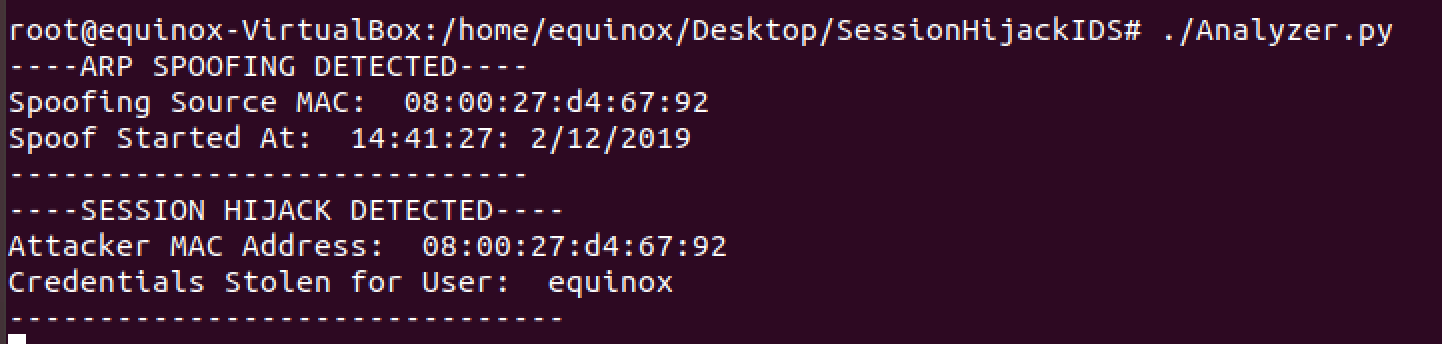 root@equinox-VirtualBox:/home/equinox/Desktop/SessionHijackIDS# ./Analyzer.py
----ARP SPOOFING DETECTED----
Spoofing Source MAC:  08:00:27:d4:67:92
Spoof Started At:  14:41:27: 2/12/2019
-----------------------------
----SESSION HIJACK DETECTED----
Attacker MAC Address:  08:00:27:d4:67:92
Credentials Stolen for User:  equinox
-------------------------------